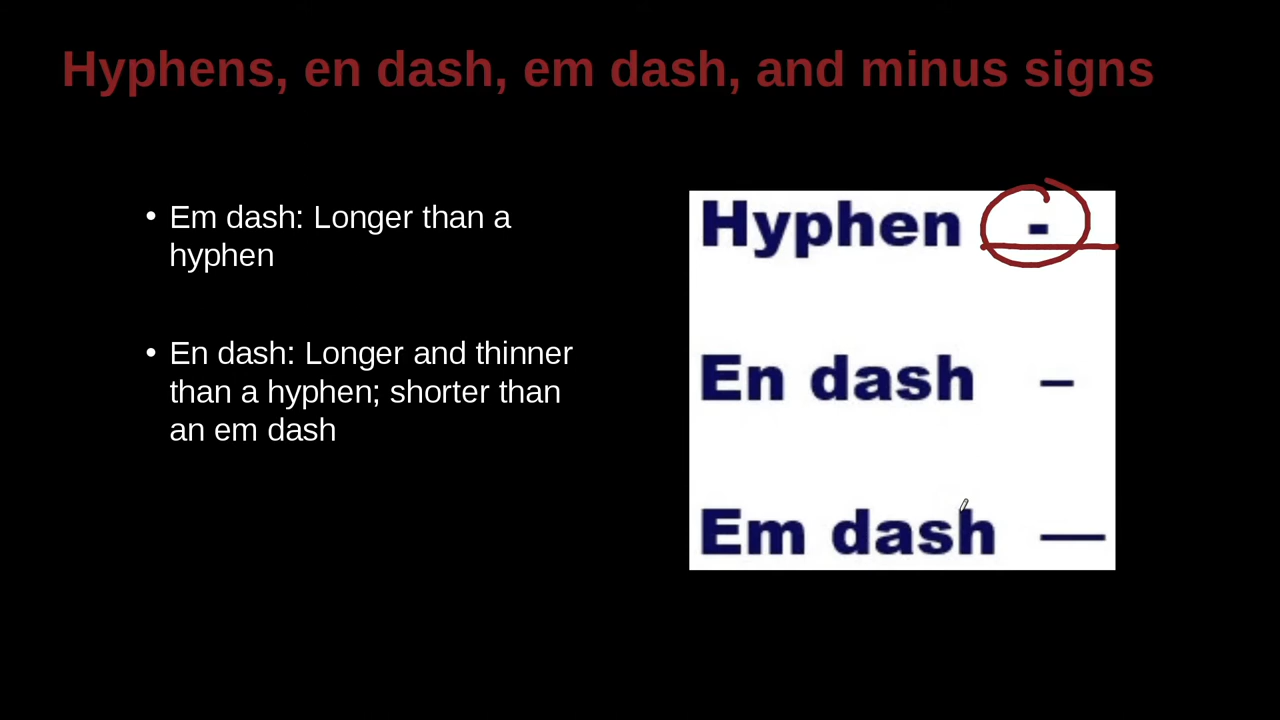 Hyphens, en dash, em dash, and minus signs
• Em dash: Longer than a
hyphen
• En dash: Longer and thinner
than a hyphen; shorter than
an em dash
Hyphen -
En dash –
Em dash —